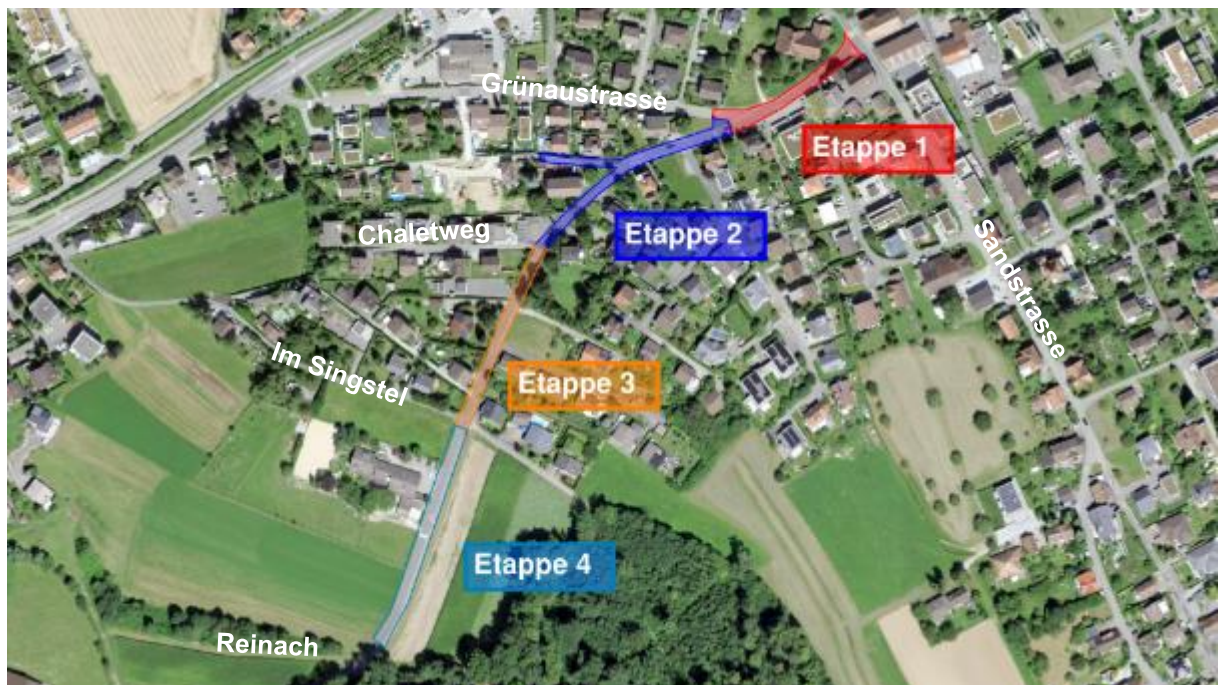 Grünaustrasse
Etappe 1
Etappe 2
Chaletweg
Sandstrasse
Im Singstel
Etappe 3
Etappe 4
Reinach